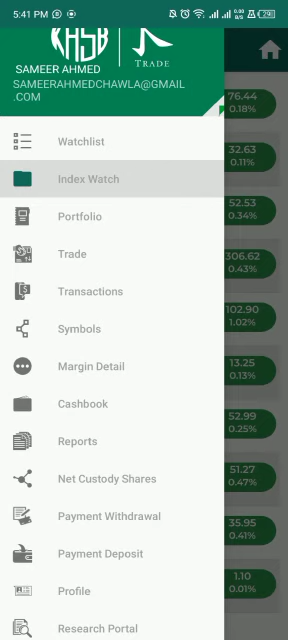 5:41 PM
29
KASB
TRADE
SAMEER AHMED
SAMEERAHMEDCHAWLA@GMAIL
.COM
76.44
0.18%
Watchlist
32.63
0.11%
Index Watch
52.53
0.34%
Portfolio
306.62
0.43%
Trade
Transactions
102.90
1.02%
Symbols
13.25
0.13%
Margin Detail
52.99
0.25%
Cashbook
Reports
51.27
0.47%
Net Custody Shares
35.95
0.41%
Payment Withdrawal
Payment Deposit
1.10
0.01%
Profile
Research Portal